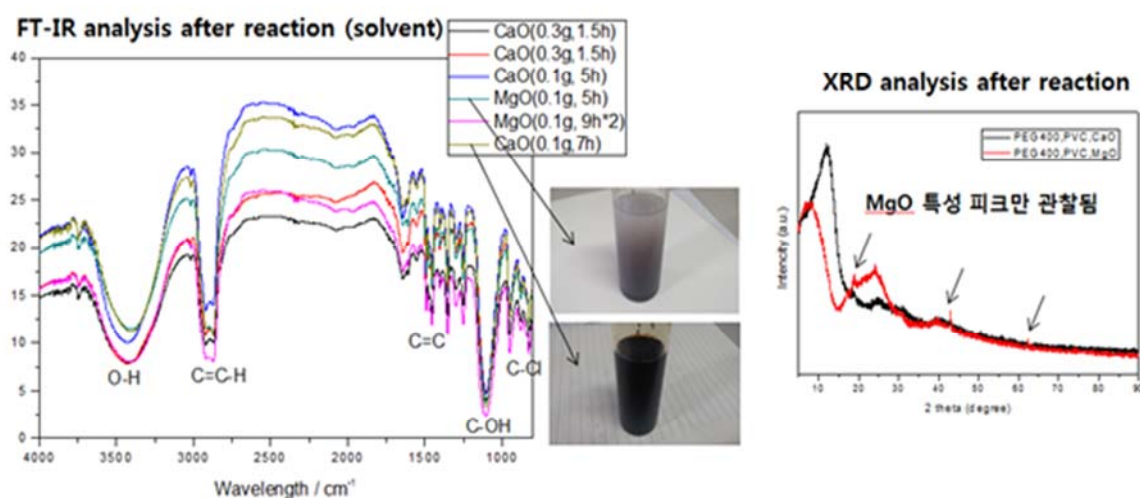 FT-IR analysis after reaction (solvent)
CaO(0.3g,1.5h)
CaO(0.3g,1.5h)
CaO(0.1g, 5h)
MgO(0.1g, 5h)
MgO(0.1g, 9h*2)
CaO(0.1g,7h)
40
35
30
25
20
15
10
5
0
O-H
C=C-H
C=C
C-Cl
C-OH
4000 3500 3000 2500 2000 1500 1000
Wavelength / cm⁻¹
XRD analysis after reaction
PEG400,PVC,CaO
PEG400,PVC,MgO
MgO 특성 피크만 관찰됨
Intencity (a.u.)
10 20 30 40 50 60 70 80 90
2 theta (degree)